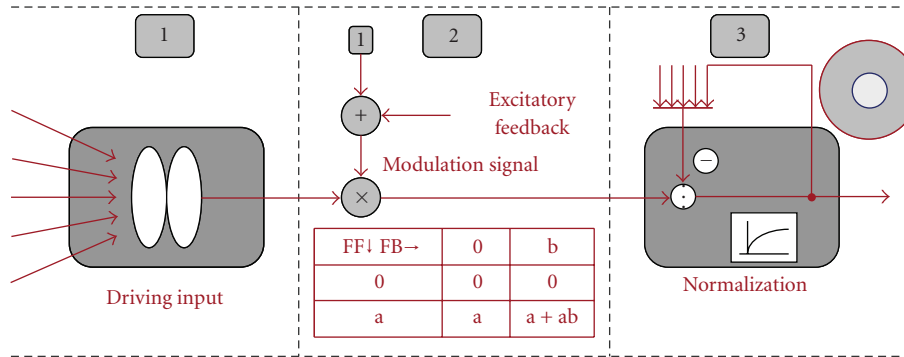 1
2
3
1
+
Excitatory
feedback
Modulation signal
×
−
:
Driving input
FF↓ FB→ 0 b
0 0 0
a a a + ab
Normalization